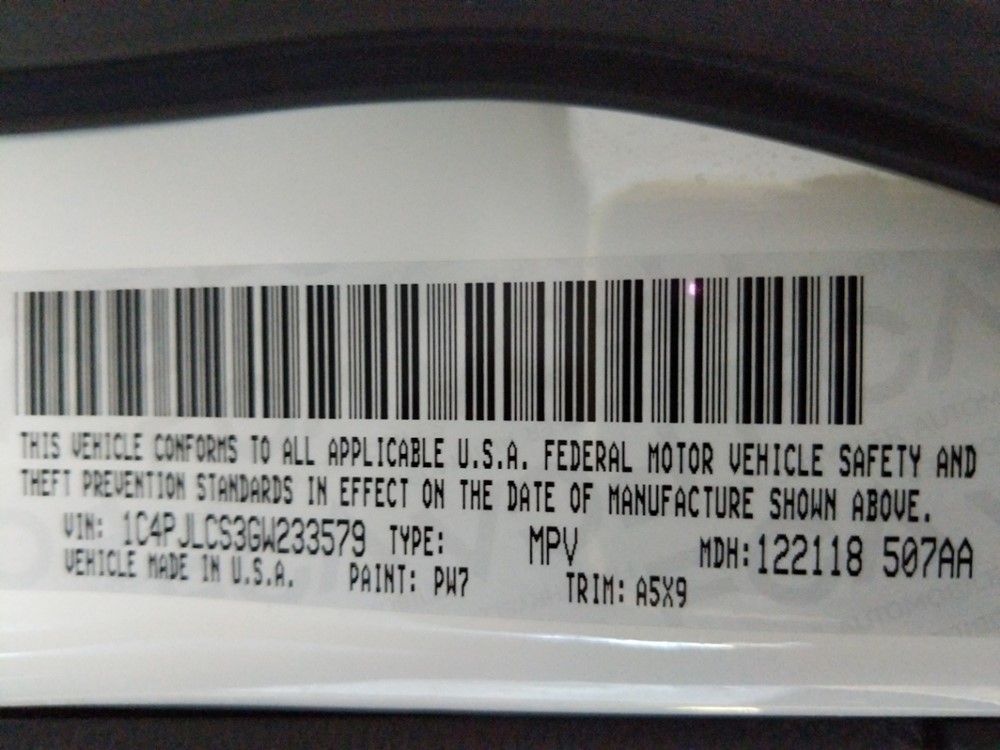 THIS VEHICLE CONFORMS TO ALL APPLICABLE U.S.A. FEDERAL MOTOR VEHICLE SAFETY AND
THEFT PREVENTION STANDARDS IN EFFECT ON THE DATE OF MANUFACTURE SHOWN ABOVE.
VIN: 1C4PJLCS3GW233579 TYPE: MPV MDH:122118 507AA
VEHICLE MADE IN U.S.A. PAINT: PW7 TRIM: A5X9